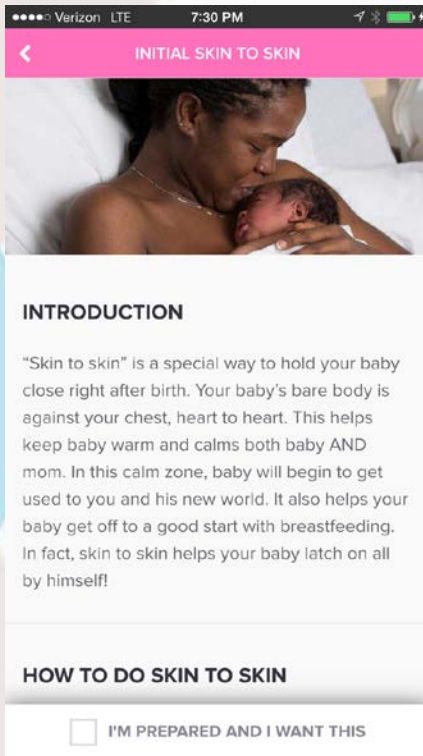 Verizon LTE 7:30 PM
INITIAL SKIN TO SKIN
INTRODUCTION
“Skin to skin” is a special way to hold your baby
close right after birth. Your baby’s bare body is
against your chest, heart to heart. This helps
keep baby warm and calms both baby AND
mom. In this calm zone, baby will begin to get
used to you and his new world. It also helps your
baby get off to a good start with breastfeeding.
In fact, skin to skin helps your baby latch on all
by himself!
HOW TO DO SKIN TO SKIN
I'M PREPARED AND I WANT THIS